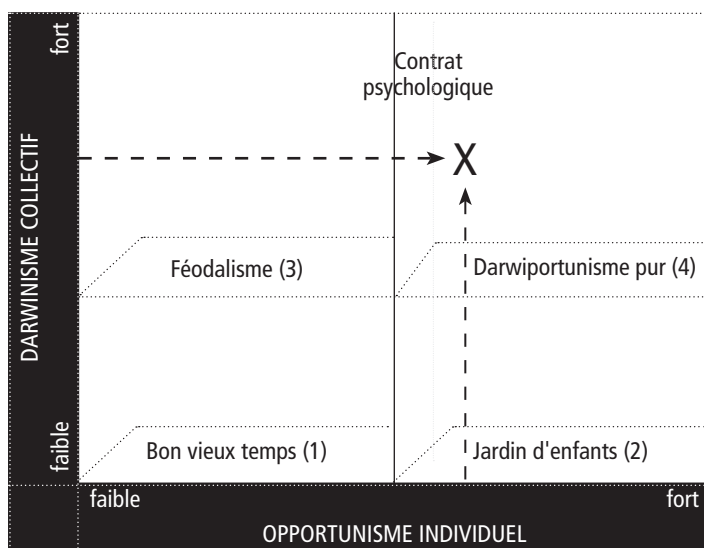 fort
Contrat
psychologique
X
DARWINISME COLLECTIF
Féodalisme (3)
Darwiportunisme pur (4)
faible
Bon vieux temps (1)
Jardin d'enfants (2)
faible
fort
OPPORTUNISME INDIVIDUEL